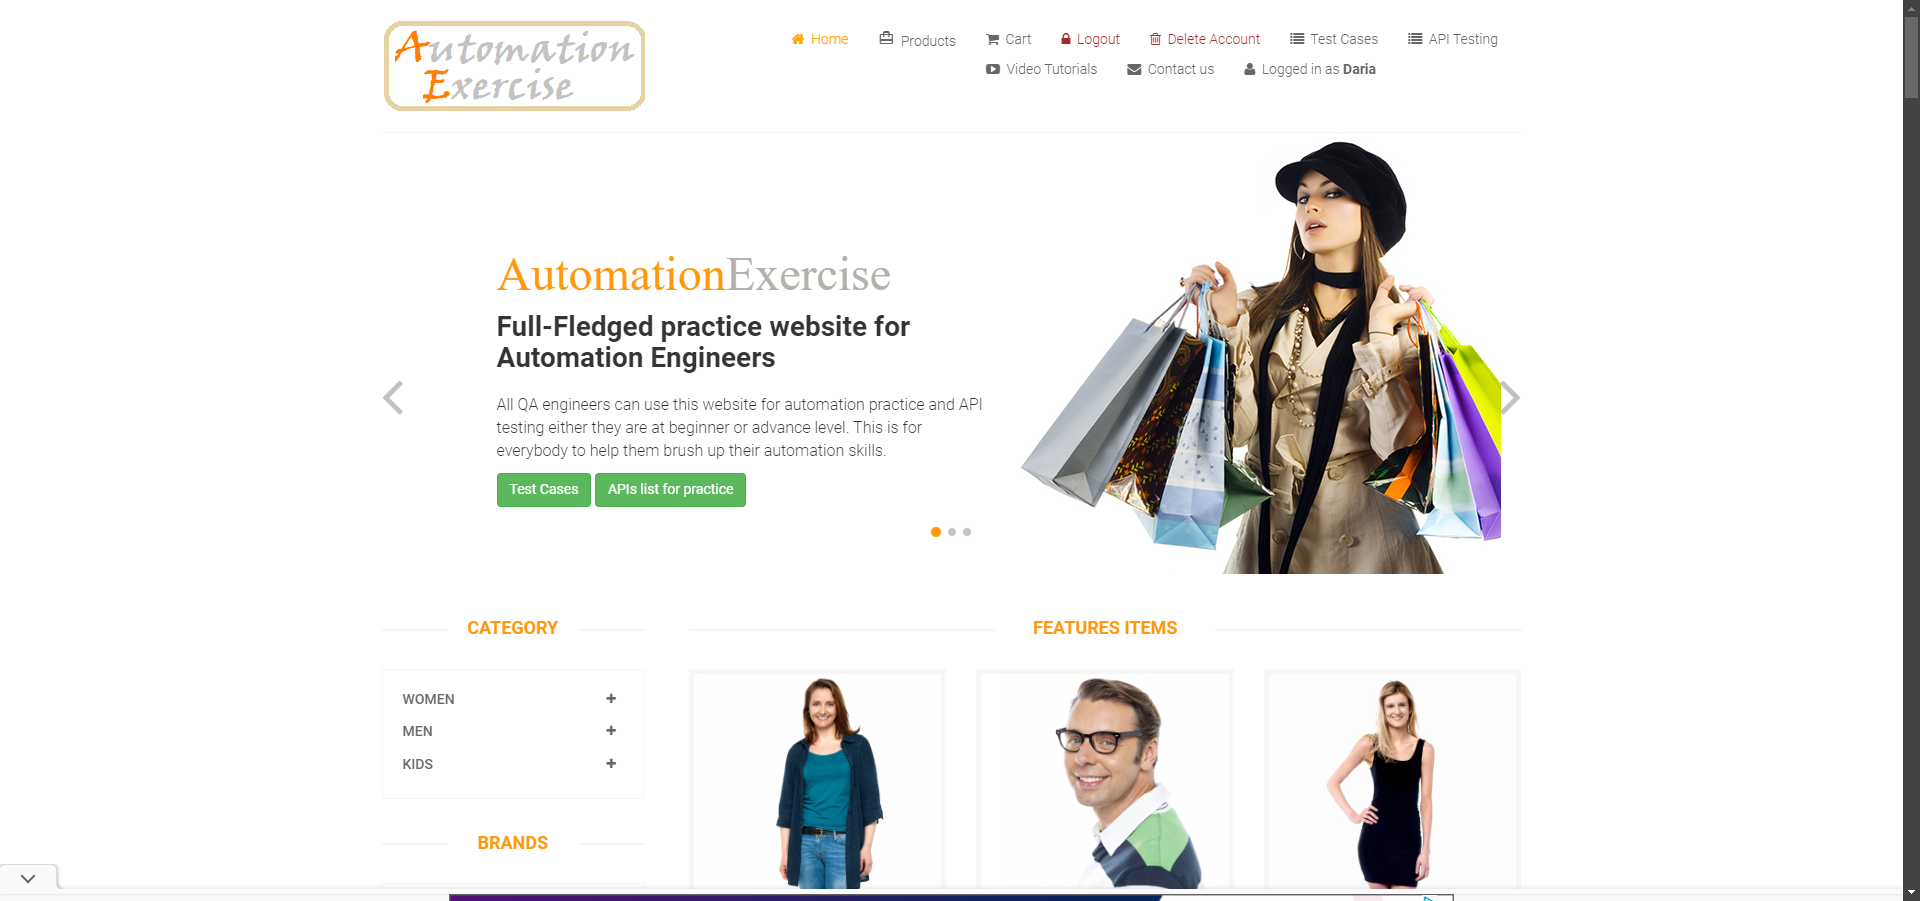 Automation
Exercise
Home Products Cart Logout Delete Account Test Cases API Testing
Video Tutorials Contact us Logged in as Daria
AutomationExercise
Full-Fledged practice website for
Automation Engineers
All QA engineers can use this website for automation practice and API
testing either they are at beginner or advance level. This is for
everybody to help them brush up their automation skills.
Test Cases APIs list for practice
CATEGORY
FEATURES ITEMS
WOMEN
MEN
KIDS
BRANDS